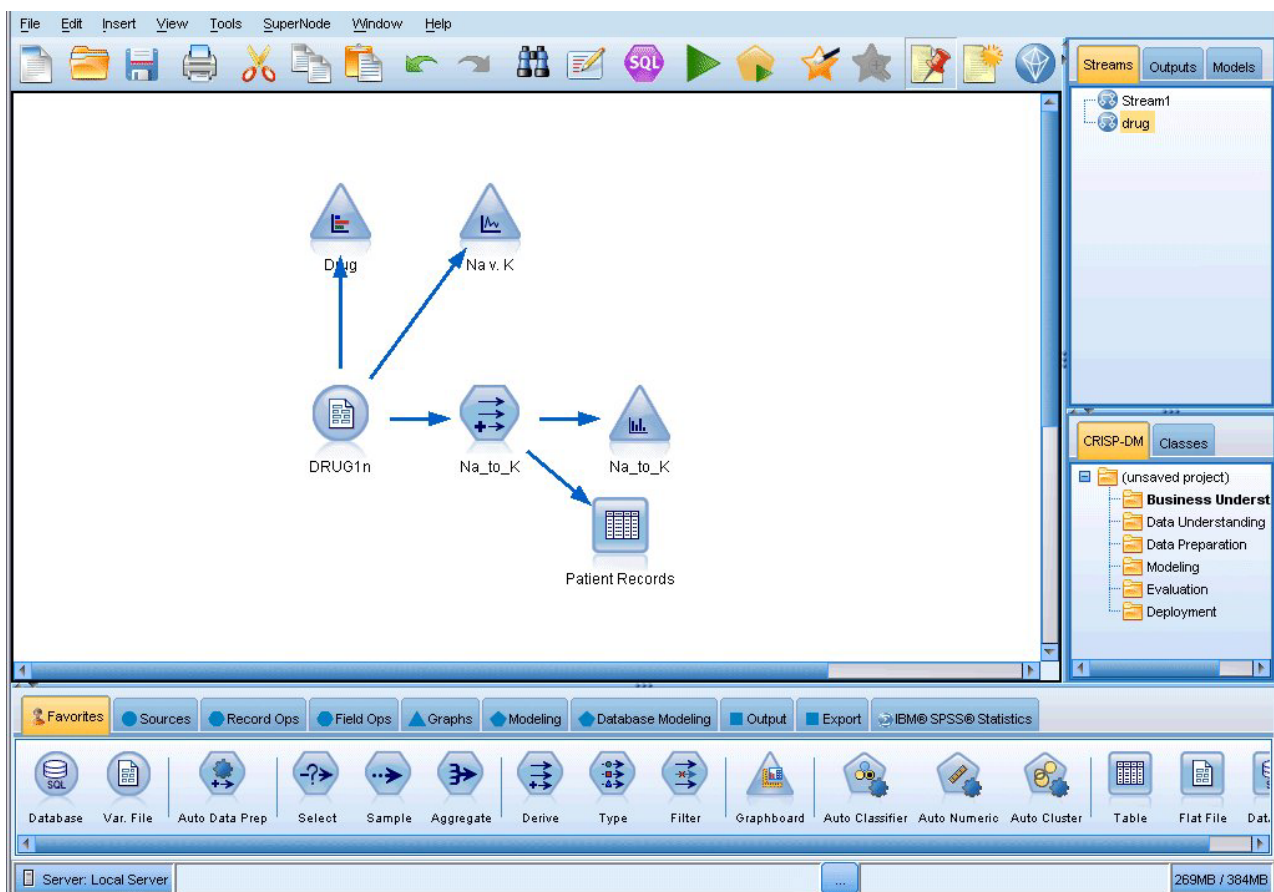 File Edit Insert View Tools SuperNode Window Help
SQL
Streams Outputs Models
Stream1
drug
Drug
Na v. K
DRUG1n
Na_to_K
Na_to_K
Patient Records
CRISP-DM Classes
(unsaved project)
Business Underst
Data Understanding
Data Preparation
Modeling
Evaluation
Deployment
Favorites Sources Record Ops Field Ops Graphs Modeling Database Modeling Output Export IBM® SPSS® Statistics
SQL
Database Var. File Auto Data Prep Select Sample Aggregate Derive Type Filter Graphboard Auto Classifier Auto Numeric Auto Cluster Table Flat File Dat.
Server: Local Server ... 269MB / 384MB